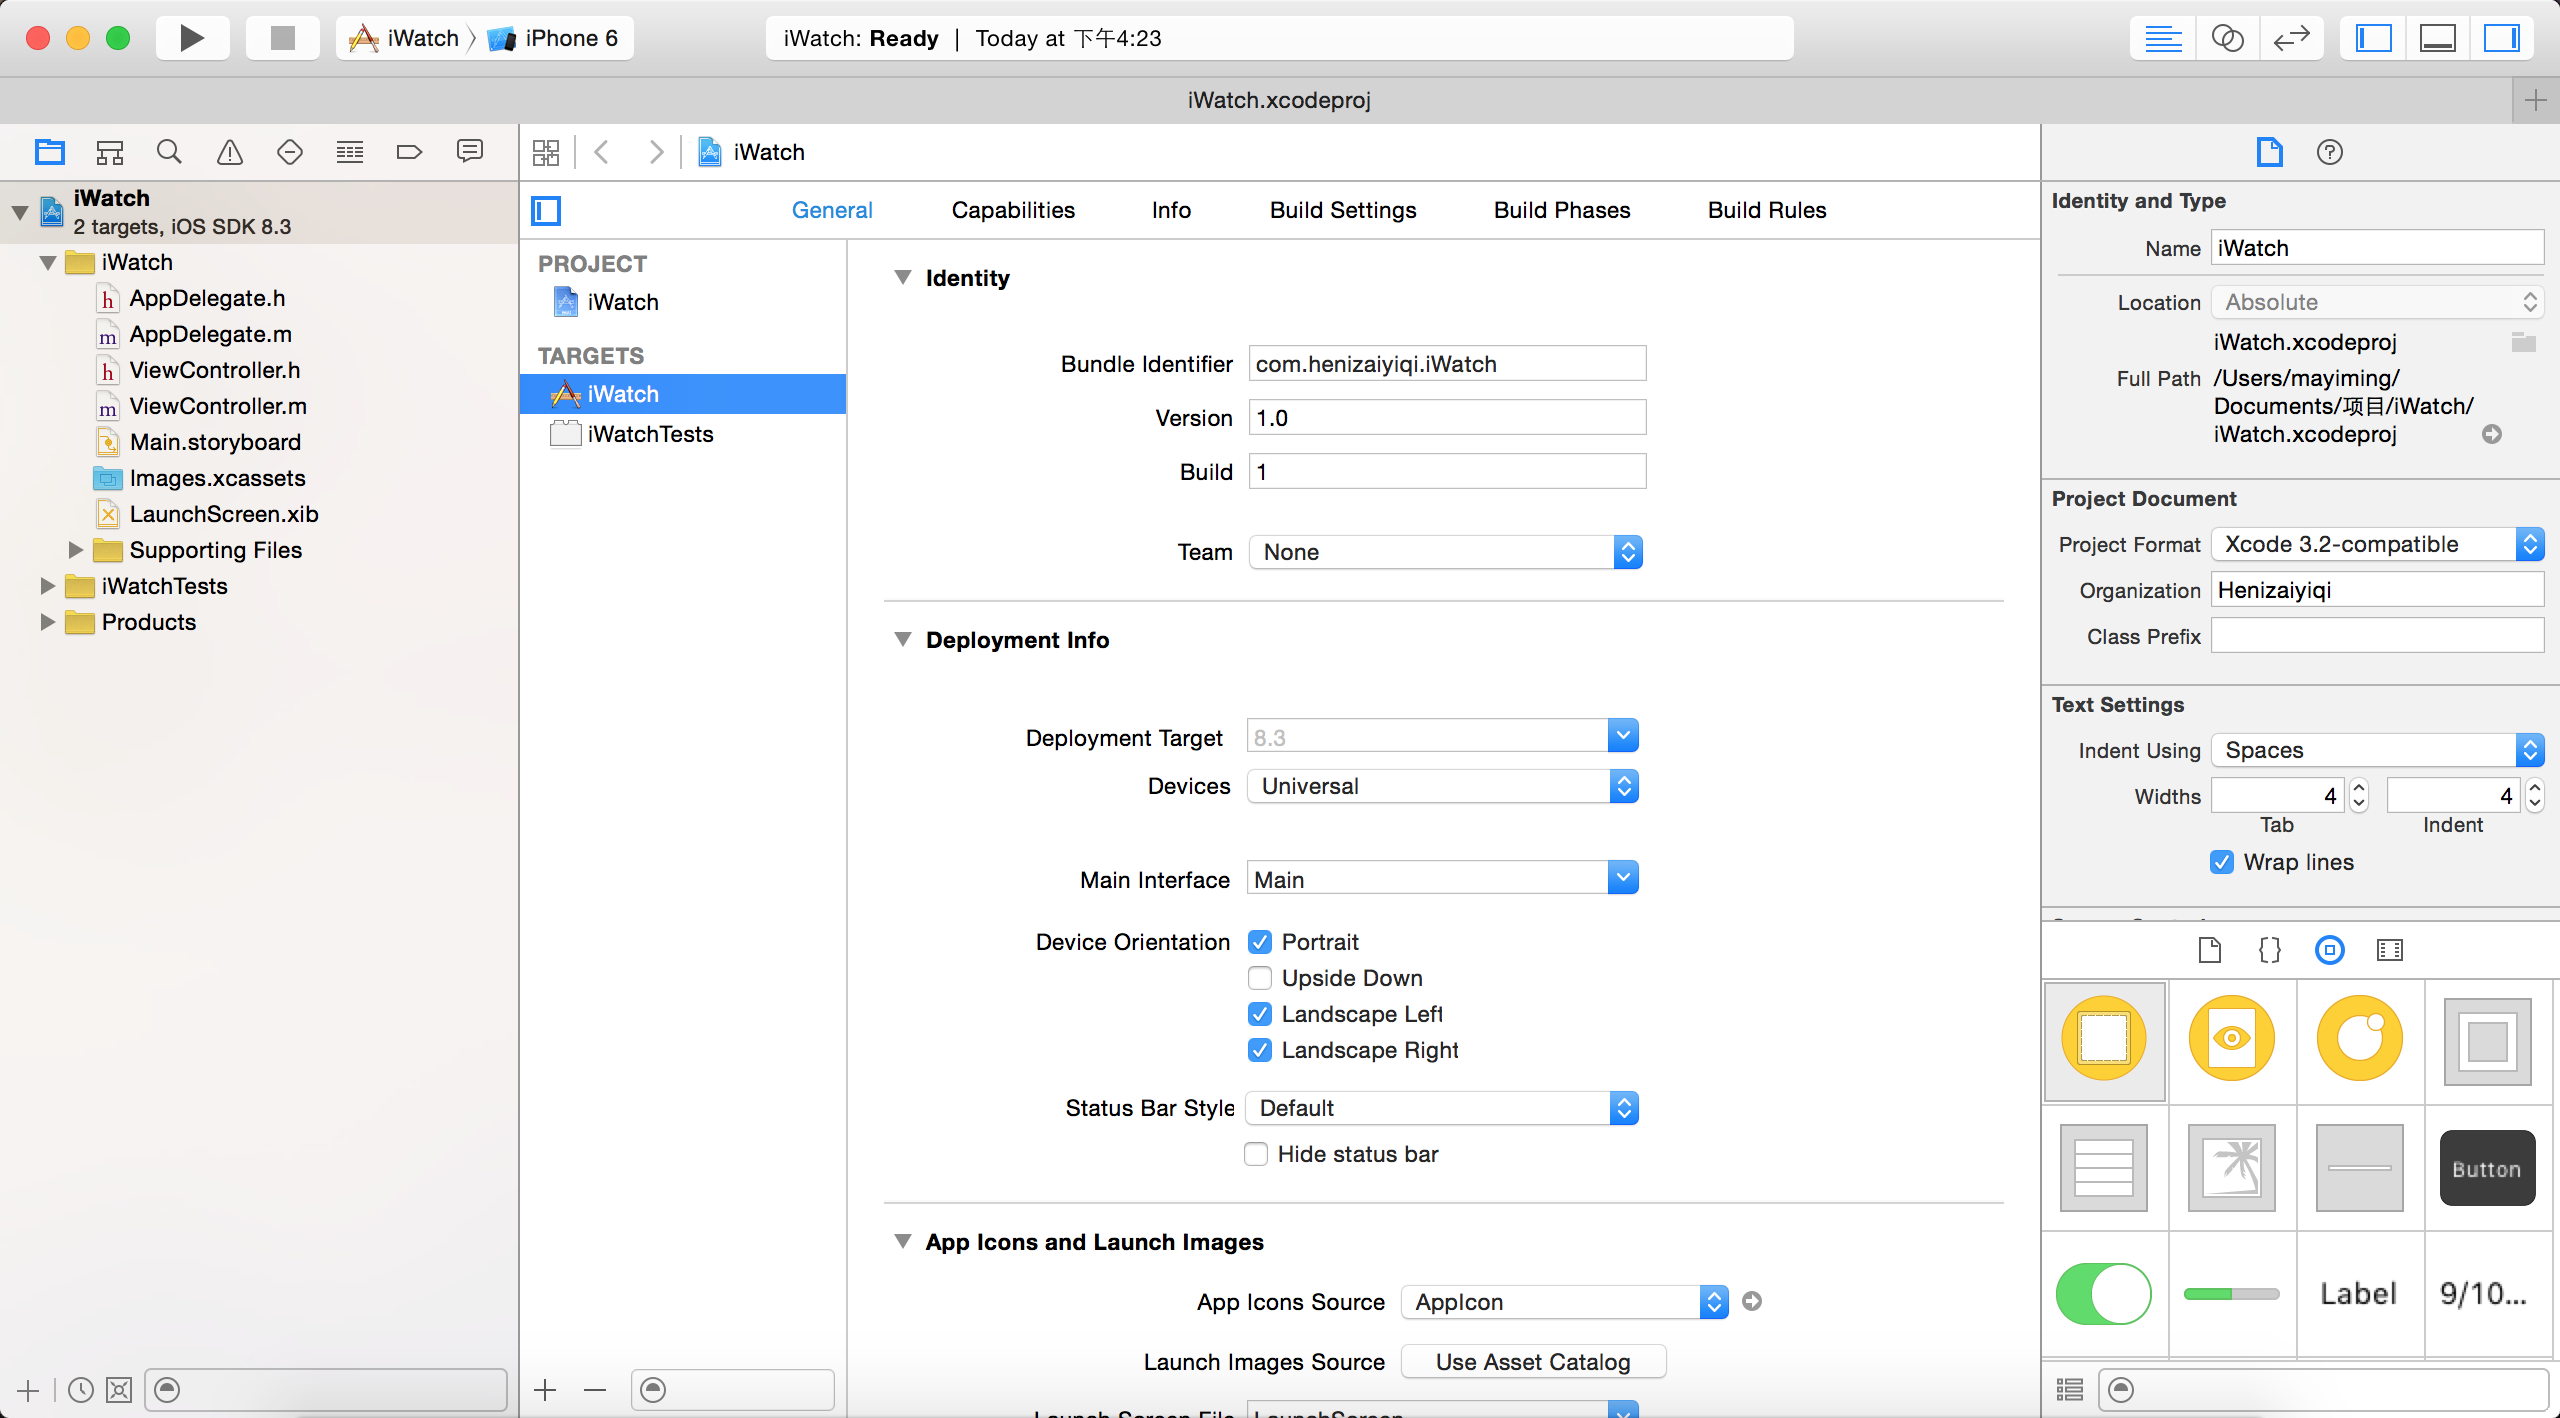 iWatch
iPhone 6
iWatch: Ready | Today at 下午4:23
iWatch.xcodeproj
iWatch
2 targets, iOS SDK 8.3
iWatch
h AppDelegate.h
m AppDelegate.m
h ViewController.h
m ViewController.m
Main.storyboard
Images.xcassets
LaunchScreen.xib
Supporting Files
iWatchTests
Products
iWatch
General
Capabilities
Info
Build Settings
Build Phases
Build Rules
PROJECT
iWatch
TARGETS
iWatch
iWatchTests
Identity
Bundle Identifier com.henizaiyiqi.iWatch
Version 1.0
Build 1
Team None
Deployment Info
Deployment Target 8.3
Devices Universal
Main Interface Main
Device Orientation Portrait
Upside Down
Landscape Left
Landscape Right
Status Bar Style Default
Hide status bar
App Icons and Launch Images
App Icons Source AppIcon
Launch Images Source Use Asset Catalog
Launch Screen File LaunchScreen
Identity and Type
Name iWatch
Location Absolute
iWatch.xcodeproj
Full Path /Users/mayiming/
Documents/项目/iWatch/
iWatch.xcodeproj
Project Document
Project Format Xcode 3.2-compatible
Organization Henizaiyiqi
Class Prefix
Text Settings
Indent Using Spaces
Widths 4 4
Tab Indent
Wrap lines
Button
Label
9/10...